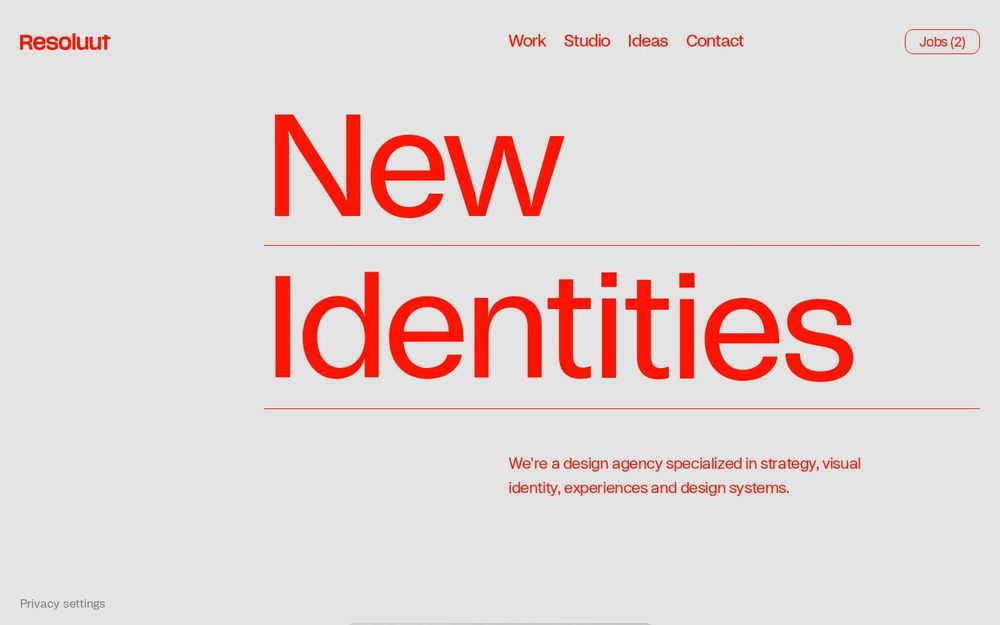 Resoluut
Work Studio Ideas Contact
Jobs (2)
New
Identities
We're a design agency specialized in strategy, visual
identity, experiences and design systems.
Privacy settings